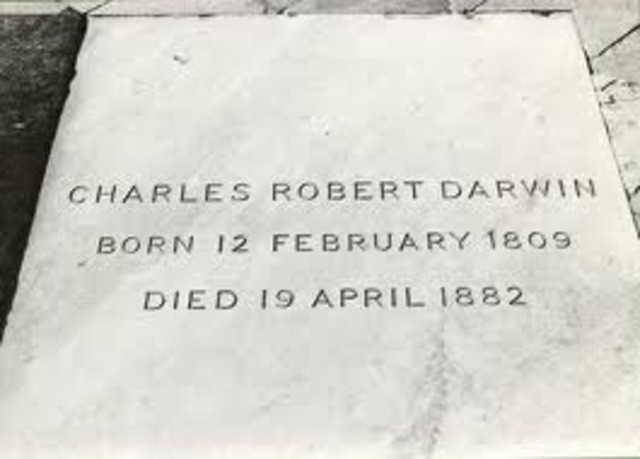 CHARLES ROBERT DARWIN
BORN 12 FEBRUARY 1809
DIED 19 APRIL 1882